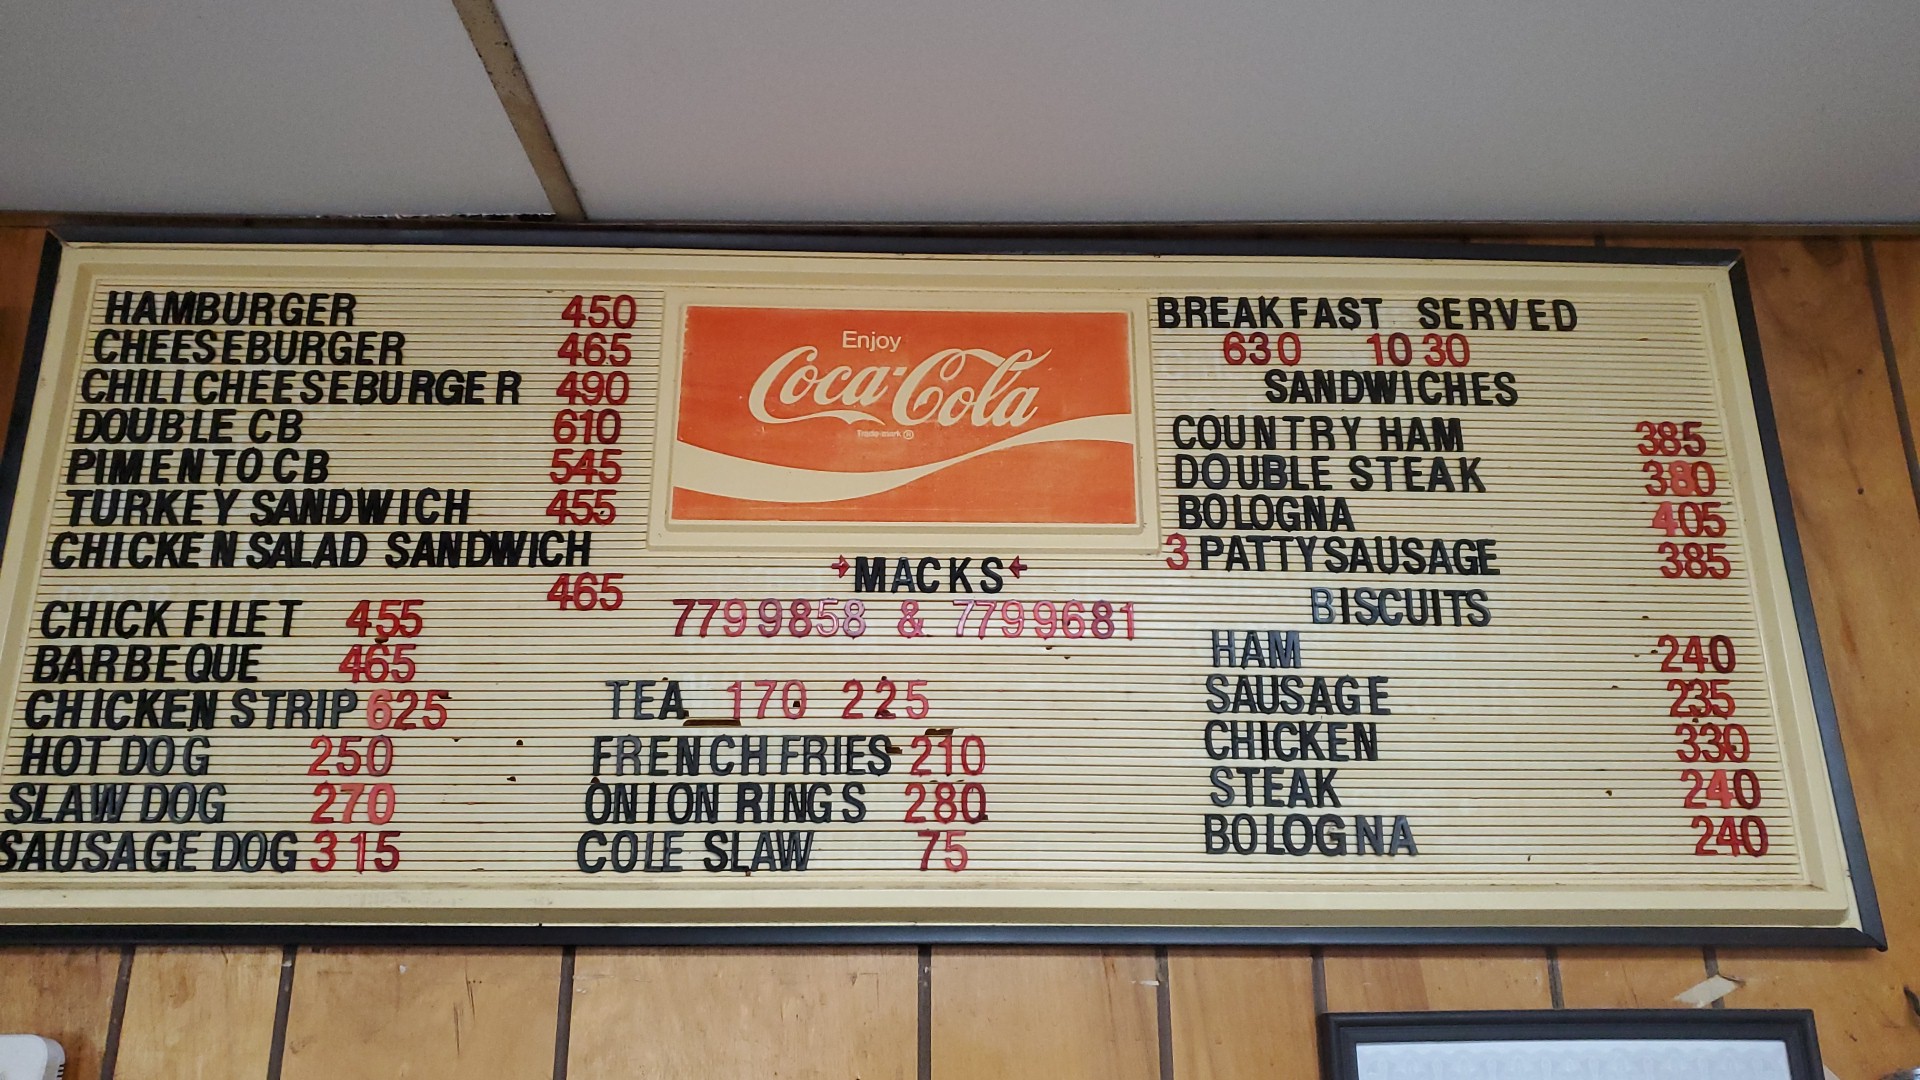 HAMBURGER 450
CHEESEBURGER 465
CHILI CHEESEBURGER 490
DOUBLE CB 610
PIMENTO CB 545
TURKEY SANDWICH 455
CHICKEN SALAD SANDWICH
465
CHICK FILET 455
BARBEQUE 465
CHICKEN STRIP 625
HOT DOG 250
SLAW DOG 270
SAUSAGE DOG 315
Enjoy
Coca-Cola
Trade-mark ®
MACKS
7799858 & 7799681
TEA 170 225
FRENCH FRIES 210
ONION RINGS 280
COLE SLAW 75
BREAKFAST SERVED
630 1030
SANDWICHES
COUNTRY HAM 385
DOUBLE STEAK 380
BOLOGNA 405
3 PATTY SAUSAGE 385
BISCUITS
HAM 240
SAUSAGE 235
CHICKEN 330
STEAK 240
BOLOGNA 240